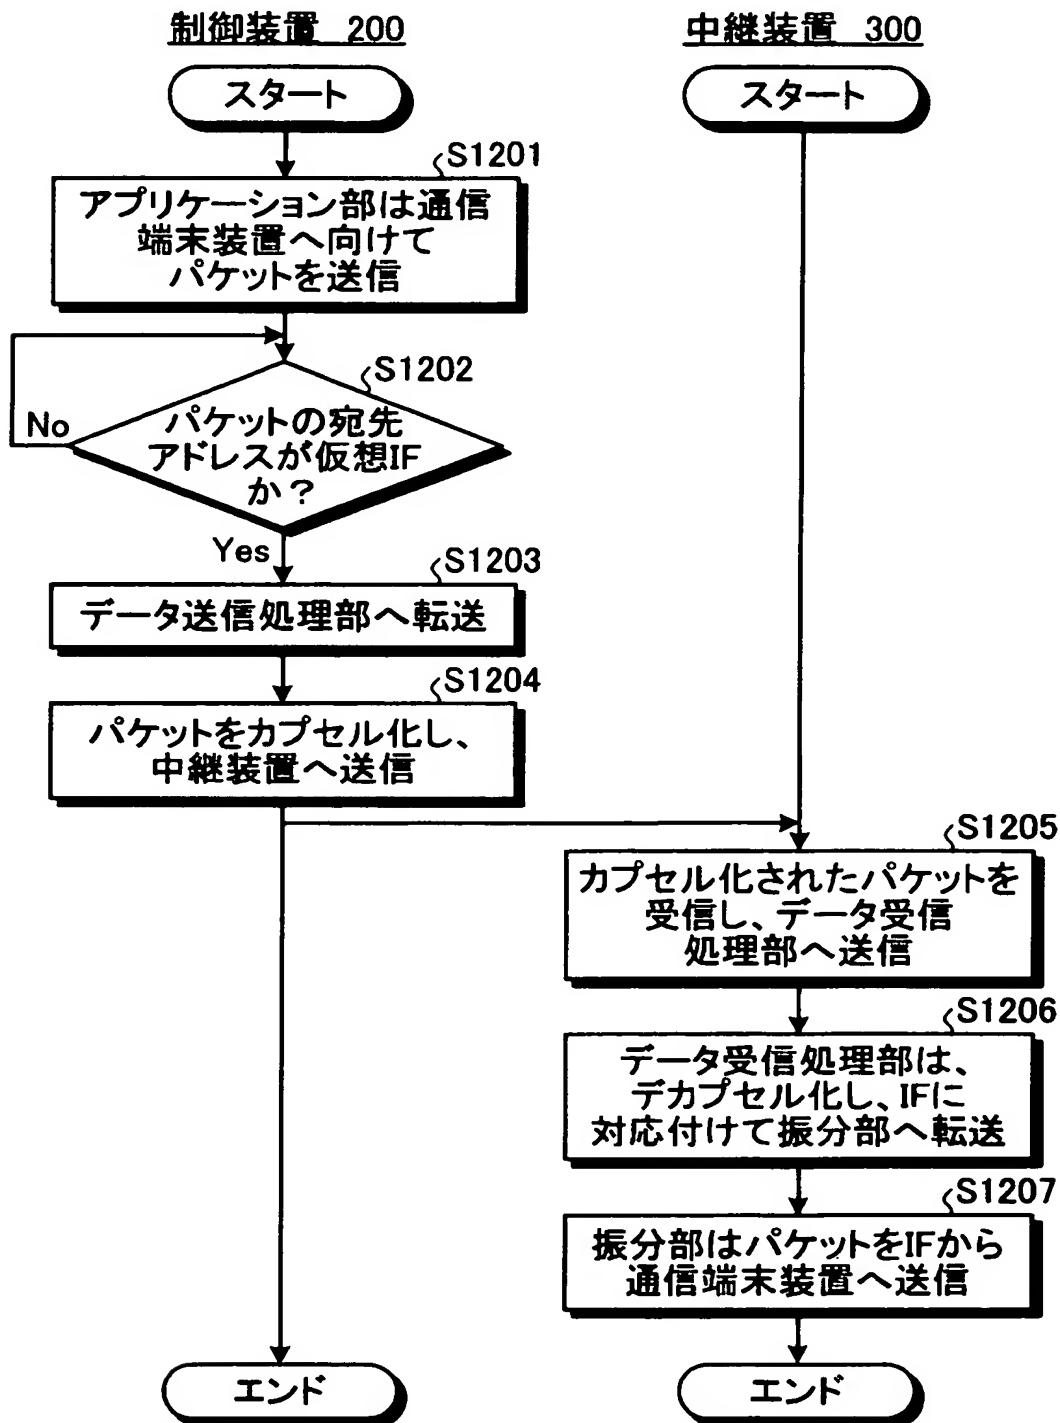 制御装置 200
スタート
S1201
アプリケーション部は通信
端末装置へ向けて
パケットを送信
S1202
パケットの宛先
アドレスが仮想IF
か?
No
Yes
S1203
データ送信処理部へ転送
S1204
パケットをカプセル化し、
中継装置へ送信
エンド
中継装置 300
スタート
S1205
カプセル化されたパケットを
受信し、データ受信
処理部へ送信
S1206
データ受信処理部は、
デカプセル化し、IFに
対応付けて振分部へ転送
S1207
振分部はパケットをIFから
通信端末装置へ送信
エンド